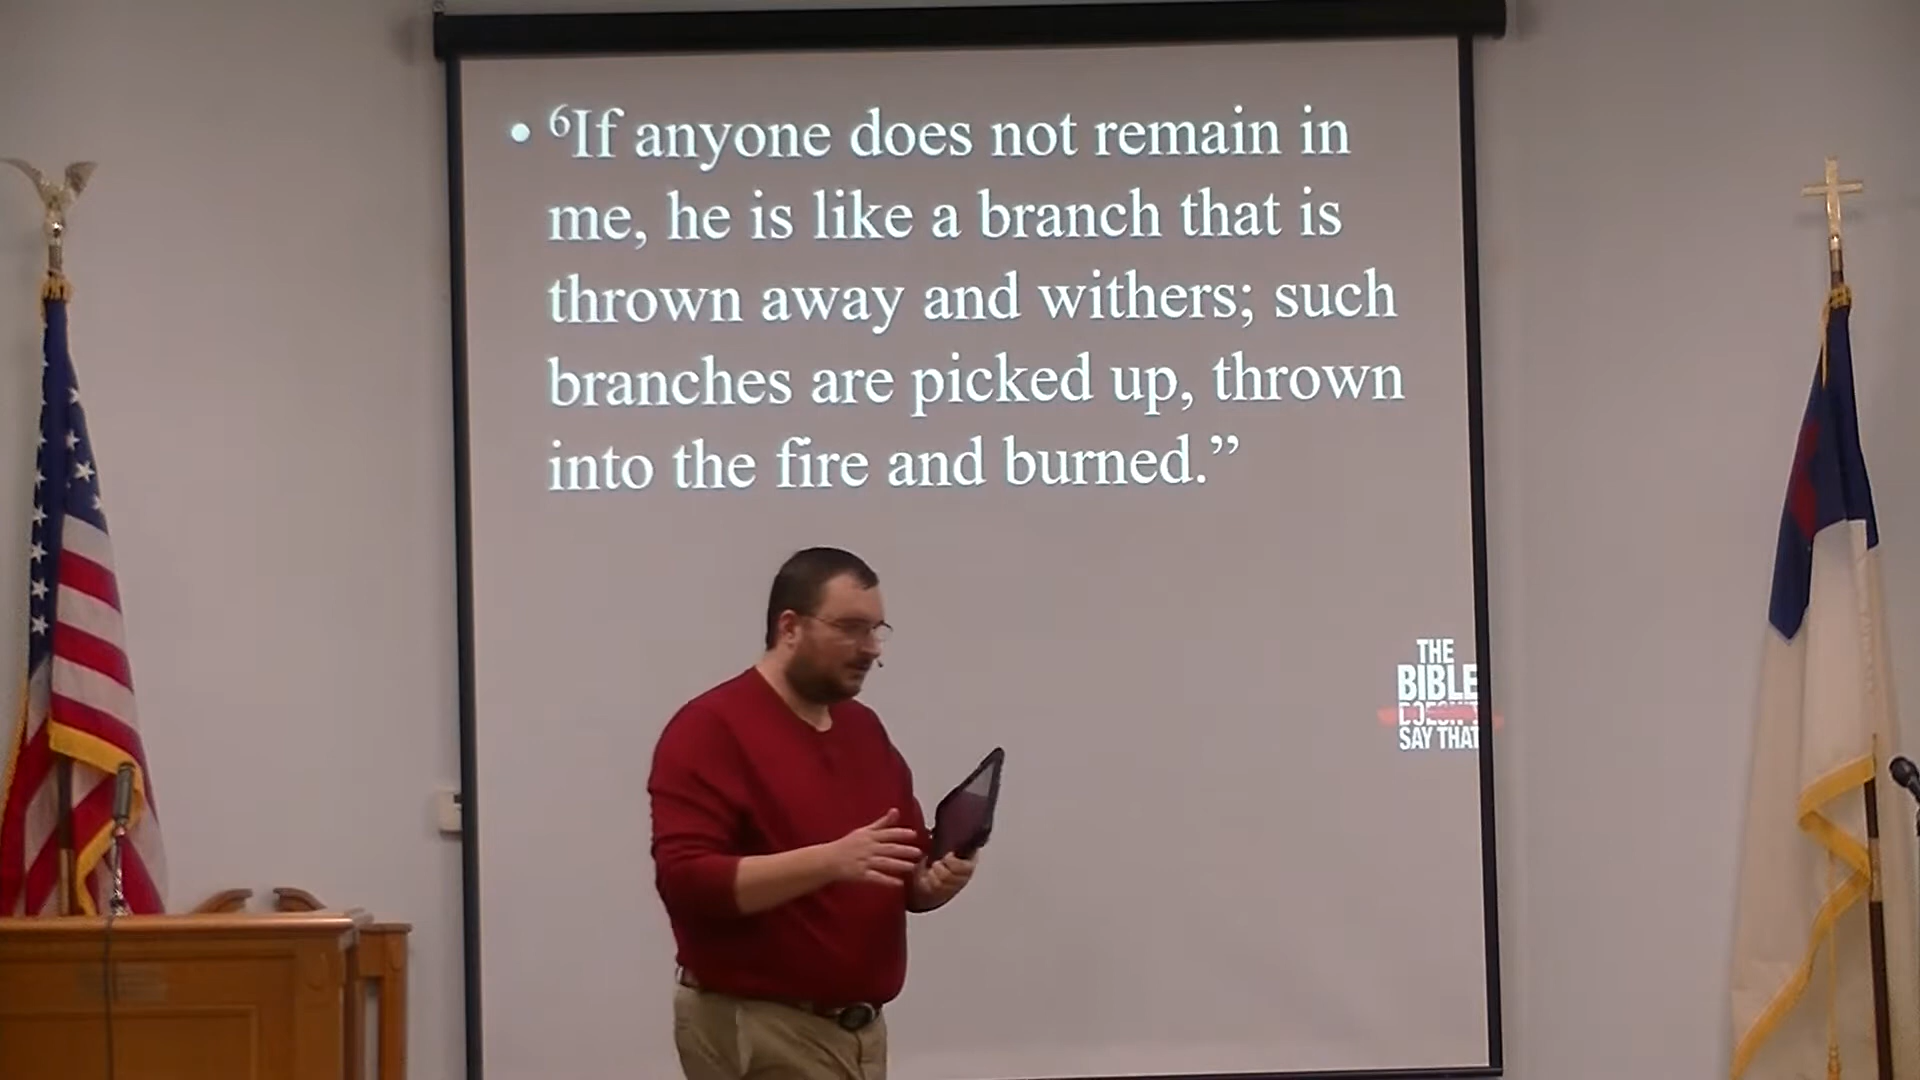 • ⁶If anyone does not remain in
me, he is like a branch that is
thrown away and withers; such
branches are picked up, thrown
into the fire and burned.”
THE
BIBLE
DOESN'T
SAY THAT